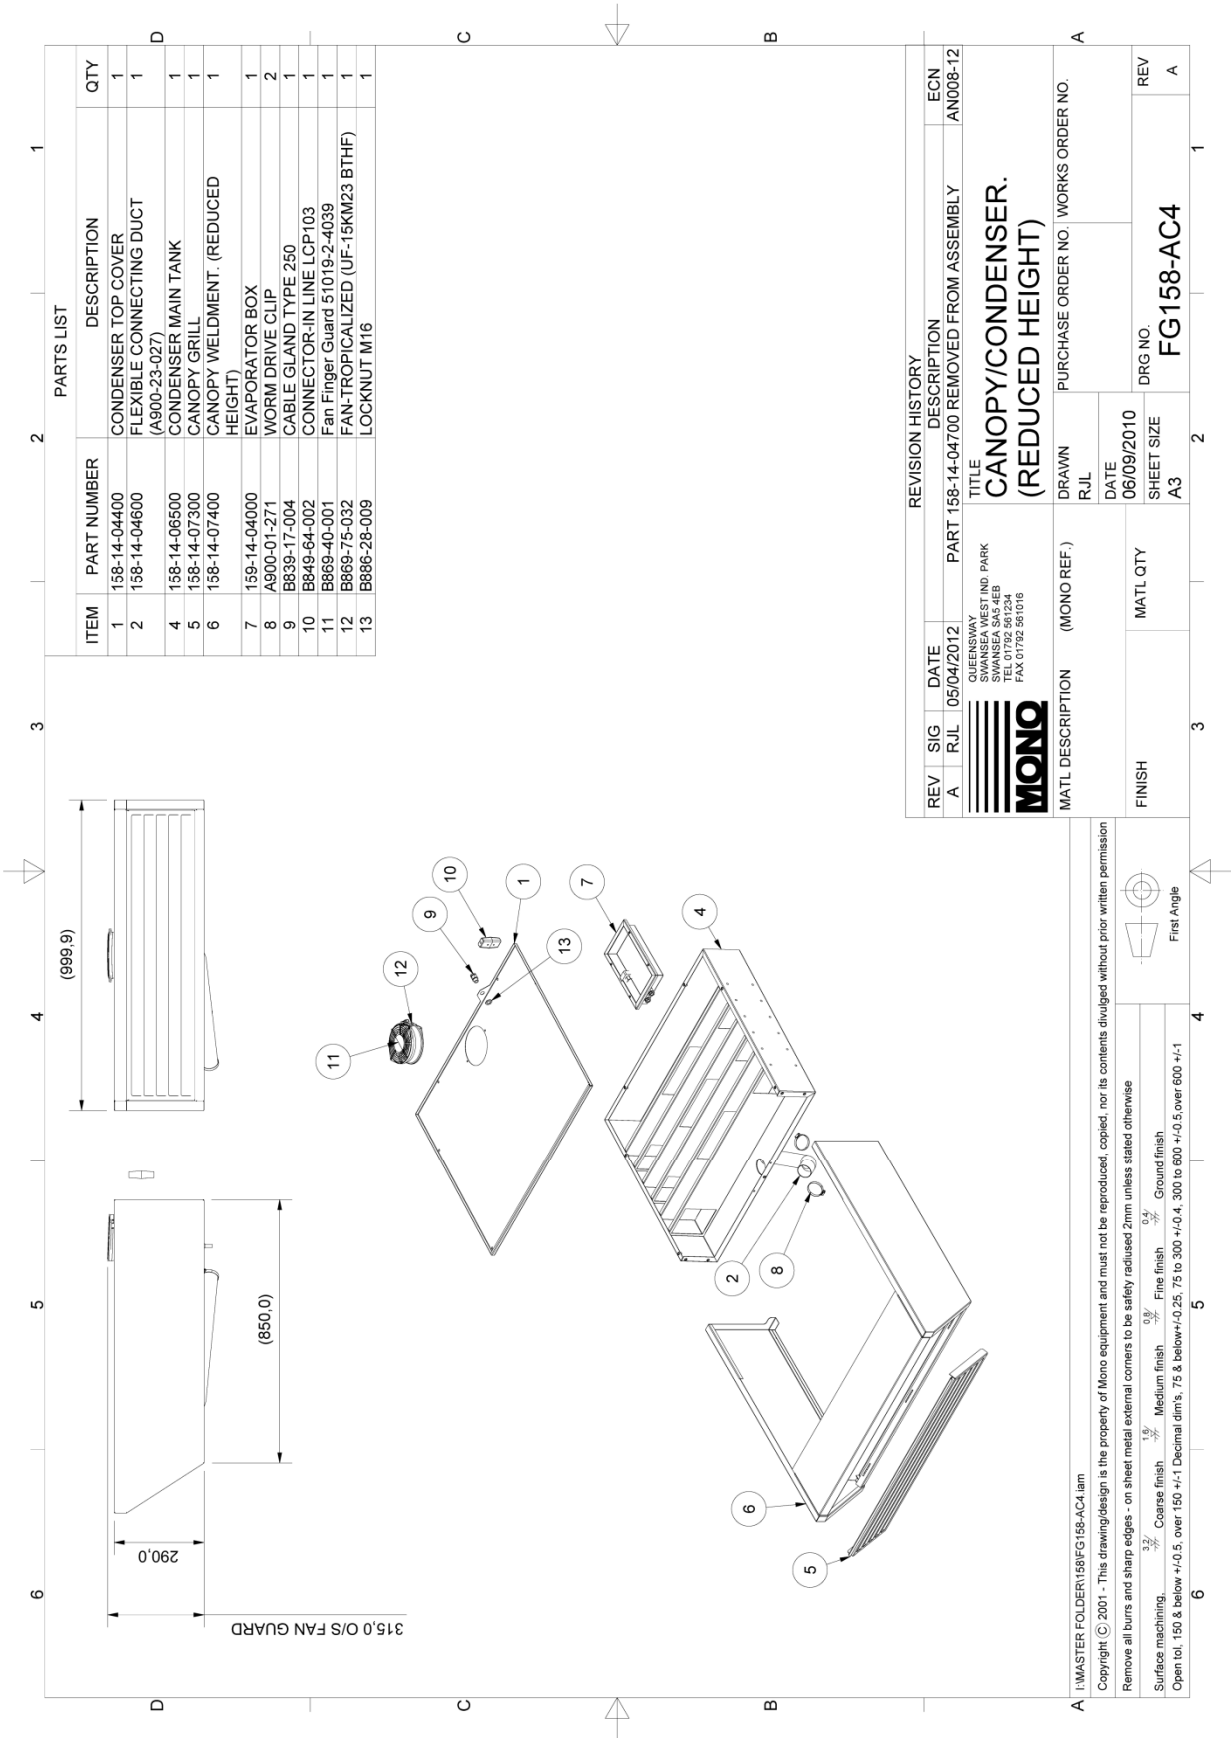 PARTS LIST
ITEM PART NUMBER DESCRIPTION QTY
1 158-14-04400 CONDENSER TOP COVER 1
2 158-14-04600 FLEXIBLE CONNECTING DUCT 1
(A900-23-027)
4 158-14-06500 CONDENSER MAIN TANK 1
5 158-14-07300 CANOPY GRILL 1
6 158-14-07400 CANOPY WELDMENT. (REDUCED 1
HEIGHT)
7 159-14-04000 EVAPORATOR BOX 1
8 A900-01-271 WORM DRIVE CLIP 2
9 B839-17-004 CABLE GLAND TYPE 250 1
10 B849-64-002 CONNECTOR-IN LINE LCP103 1
11 B869-40-001 Fan Finger Guard 51019-2-4039 1
12 B869-75-032 FAN-TROPICALIZED (UF-15KM23 BTHF) 1
13 B886-28-009 LOCKNUT M16 1
6 5 4 3 2 1
D
C
B
A
D
C
B
A
6 5 4 3 2 1
315,0 O/S FAN GUARD
290,0
(850,0)
(999,9)
11
12
9
10
1
13
7
4
2
8
6
5
REVISION HISTORY
REV SIG DATE DESCRIPTION ECN
A RJL 05/04/2012 PART 158-14-04700 REMOVED FROM ASSEMBLY AN008-12
MONO
QUEENSWAY
SWANSEA WEST IND. PARK
SWANSEA SA5 4EB
TEL 01792 561234
FAX 01792 561016
TITLE
CANOPY/CONDENSER.
(REDUCED HEIGHT)
MATL DESCRIPTION (MONO REF.)
DRAWN
RJL
PURCHASE ORDER NO.
WORKS ORDER NO.
DATE
06/09/2010
FINISH
MATL QTY
SHEET SIZE
A3
DRG NO.
FG158-AC4
REV
A
I:\MASTER FOLDER\158\FG158-AC4.iam
Copyright (C) 2001 - This drawing/design is the property of Mono equipment and must not be reproduced, copied, nor its contents divulged without prior written permission
Remove all burrs and sharp edges - on sheet metal external corners to be safety radiused 2mm unless stated otherwise
Surface machining, 3.2/ Coarse finish 1.6/ Medium finish 0.8/ Fine finish 0.4/ Ground finish
Open tol, 150 & below +/-0.5, over 150 +/-1 Decimal dim's, 75 & below+/-0.25, 75 to 300 +/-0.4, 300 to 600 +/-0.5,over 600 +/-1
First Angle